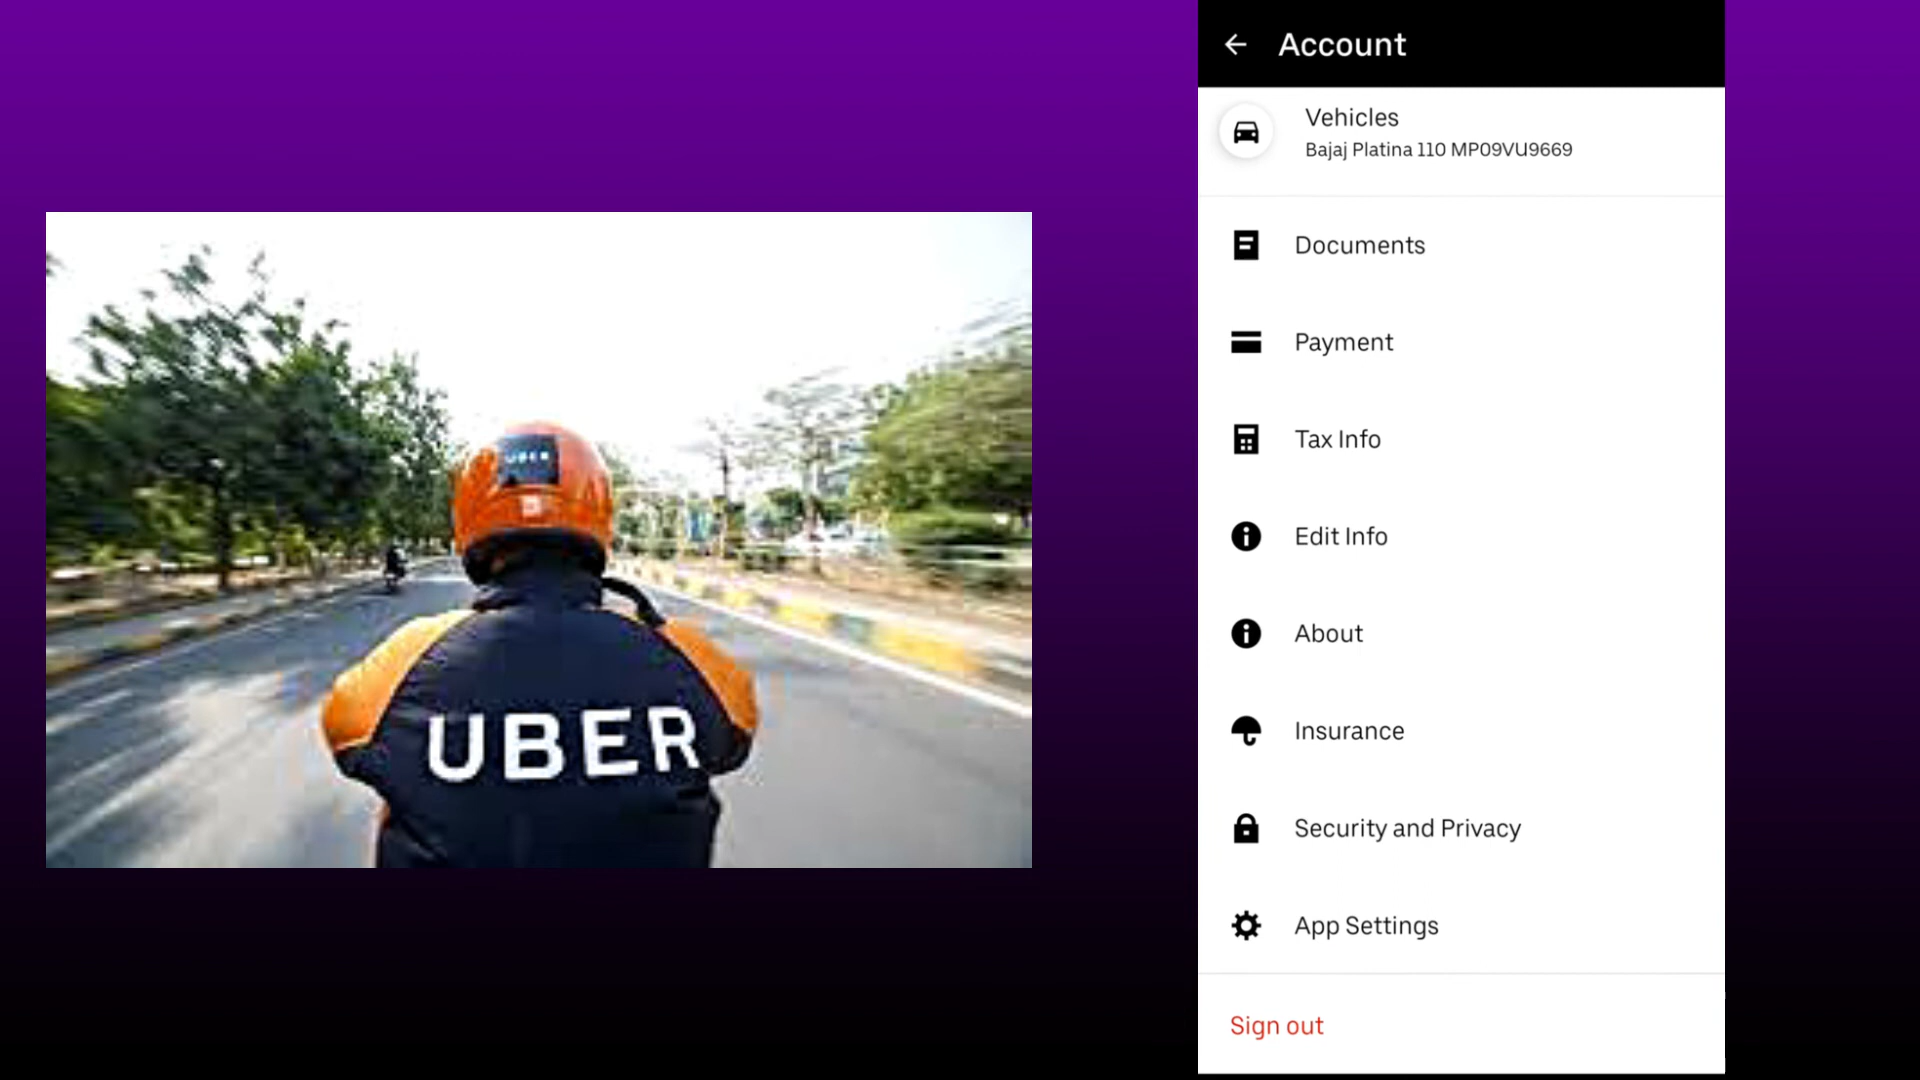 UBER
UBER
Account
Vehicles
Bajaj Platina 110 MP09VU9669
Documents
Payment
Tax Info
Edit Info
About
Insurance
Security and Privacy
App Settings
Sign out